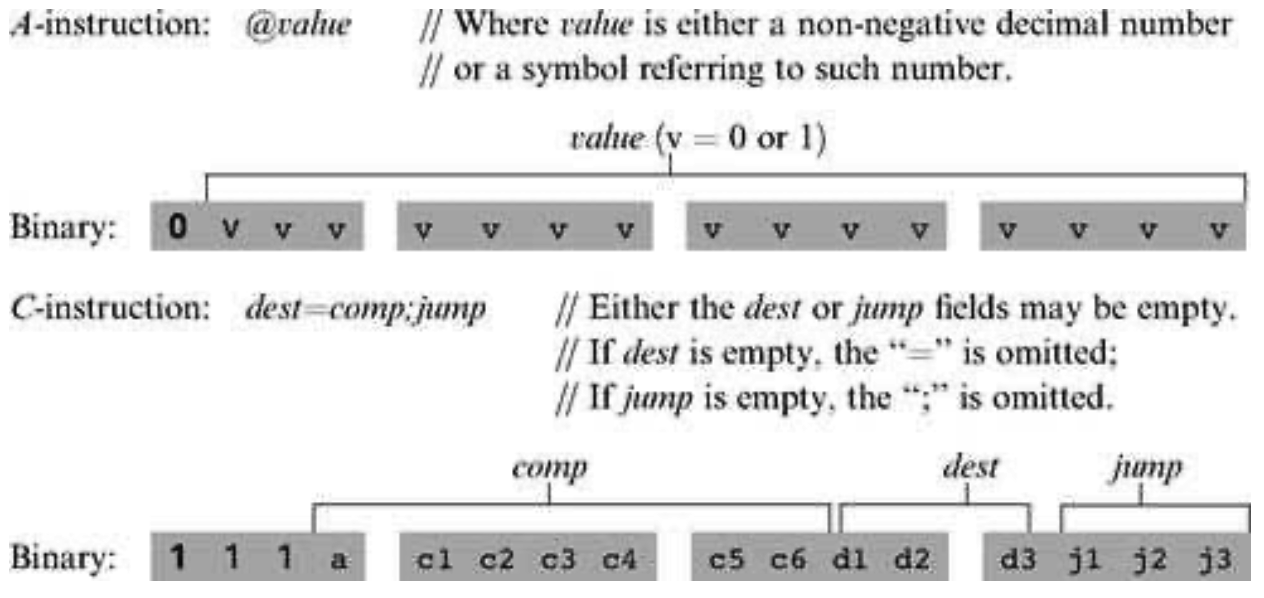 A-instruction: @value // Where value is either a non-negative decimal number
// or a symbol referring to such number.
value (v = 0 or 1)
Binary: 0 v v v v v v v v v v v v v v v
C-instruction: dest=comp;jump // Either the dest or jump fields may be empty.
// If dest is empty, the “=” is omitted;
// If jump is empty, the “;” is omitted.
comp dest jump
Binary: 1 1 1 a c1 c2 c3 c4 c5 c6 d1 d2 d3 j1 j2 j3